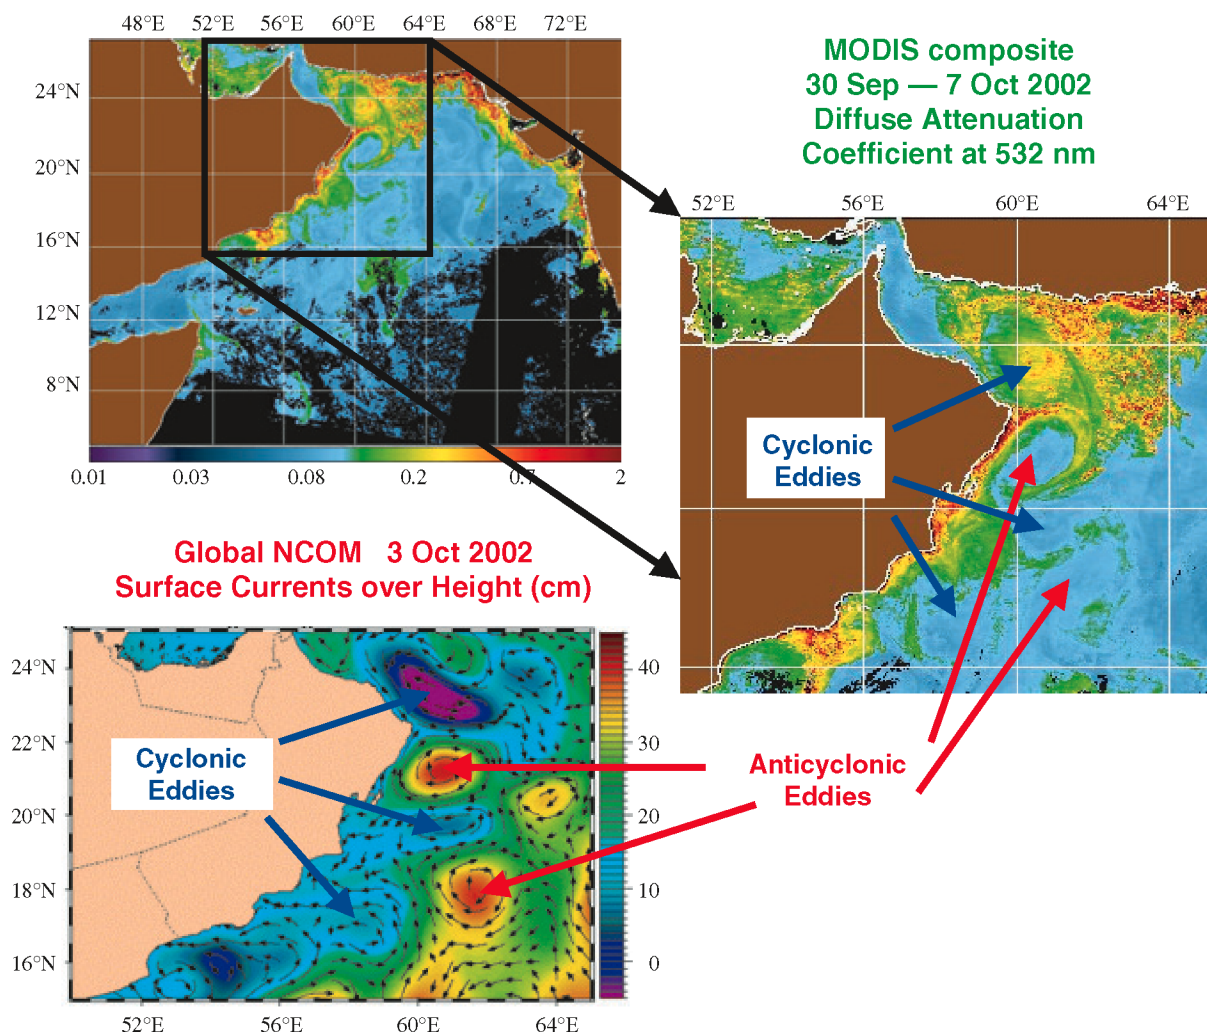 48°E 52°E 56°E 60°E 64°E 68°E 72°E
24°N
20°N
16°N
12°N
8°N
0.01 0.03 0.08 0.2 0.7 2
MODIS composite
30 Sep — 7 Oct 2002
Diffuse Attenuation
Coefficient at 532 nm
52°E 56°E 60°E 64°E
Cyclonic
Eddies
Global NCOM 3 Oct 2002
Surface Currents over Height (cm)
24°N
22°N
20°N
18°N
16°N
52°E 56°E 60°E 64°E
40
30
20
10
0
Cyclonic
Eddies
Anticyclonic
Eddies